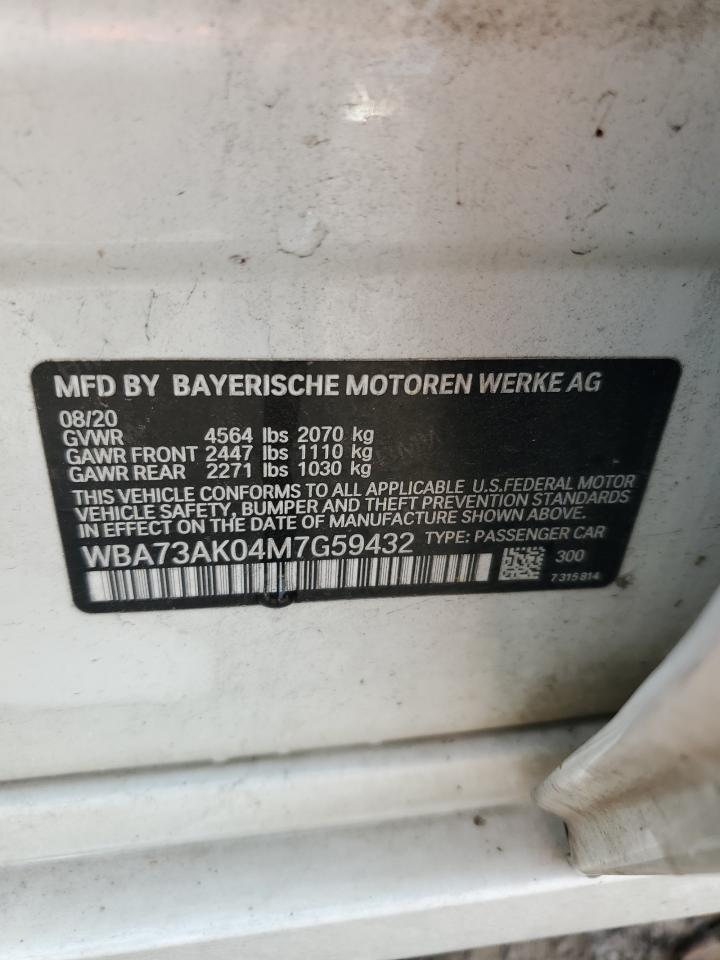 MFD BY BAYERISCHE MOTOREN WERKE AG
08/20
GVWR 4564 lbs 2070 kg
GAWR FRONT 2447 lbs 1110 kg
GAWR REAR 2271 lbs 1030 kg
THIS VEHICLE CONFORMS TO ALL APPLICABLE U.S.FEDERAL MOTOR
VEHICLE SAFETY, BUMPER AND THEFT PREVENTION STANDARDS
IN EFFECT ON THE DATE OF MANUFACTURE SHOWN ABOVE.
WBA73AK04M7G59432 TYPE: PASSENGER CAR
300
7315814